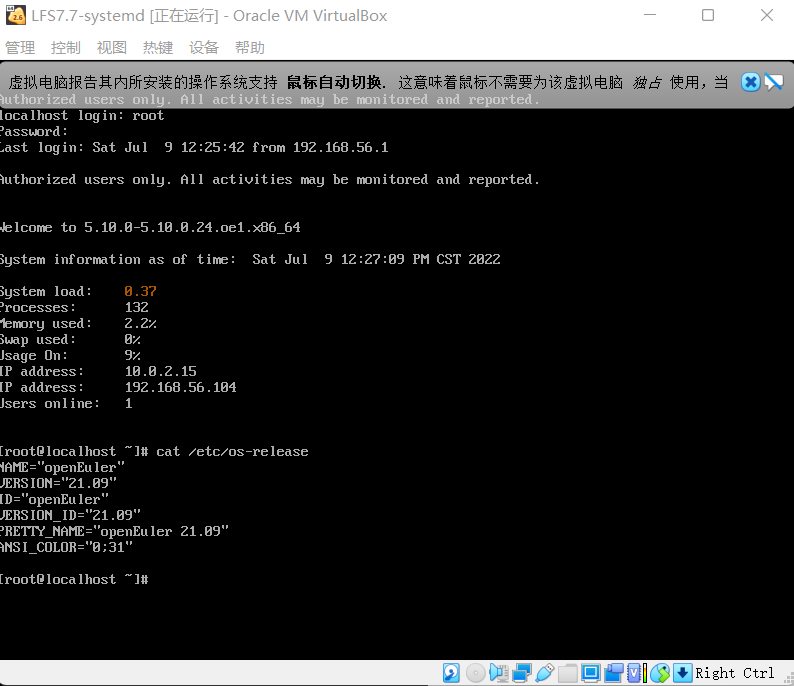 LFS7.7-systemd [正在运行] - Oracle VM VirtualBox
管理 控制 视图 热键 设备 帮助
虚拟电脑报告其内所安装的操作系统支持 鼠标自动切换. 这意味着鼠标不需要为该虚拟电脑 独占 使用，当
Authorized users only. All activities may be monitored and reported.
localhost login: root
Password:
Last login: Sat Jul  9 12:25:42 from 192.168.56.1
Authorized users only. All activities may be monitored and reported.
Welcome to 5.10.0-5.10.0.24.oe1.x86_64
System information as of time:  Sat Jul  9 12:27:09 PM CST 2022
System load:    0.37
Processes:      132
Memory used:    2.2%
Swap used:      0%
Usage On:       9%
IP address:     10.0.2.15
IP address:     192.168.56.104
Users online:   1
[root@localhost ~]# cat /etc/os-release
NAME="openEuler"
VERSION="21.09"
ID="openEuler"
VERSION_ID="21.09"
PRETTY_NAME="openEuler 21.09"
ANSI_COLOR="0;31"
[root@localhost ~]#
Right Ctrl